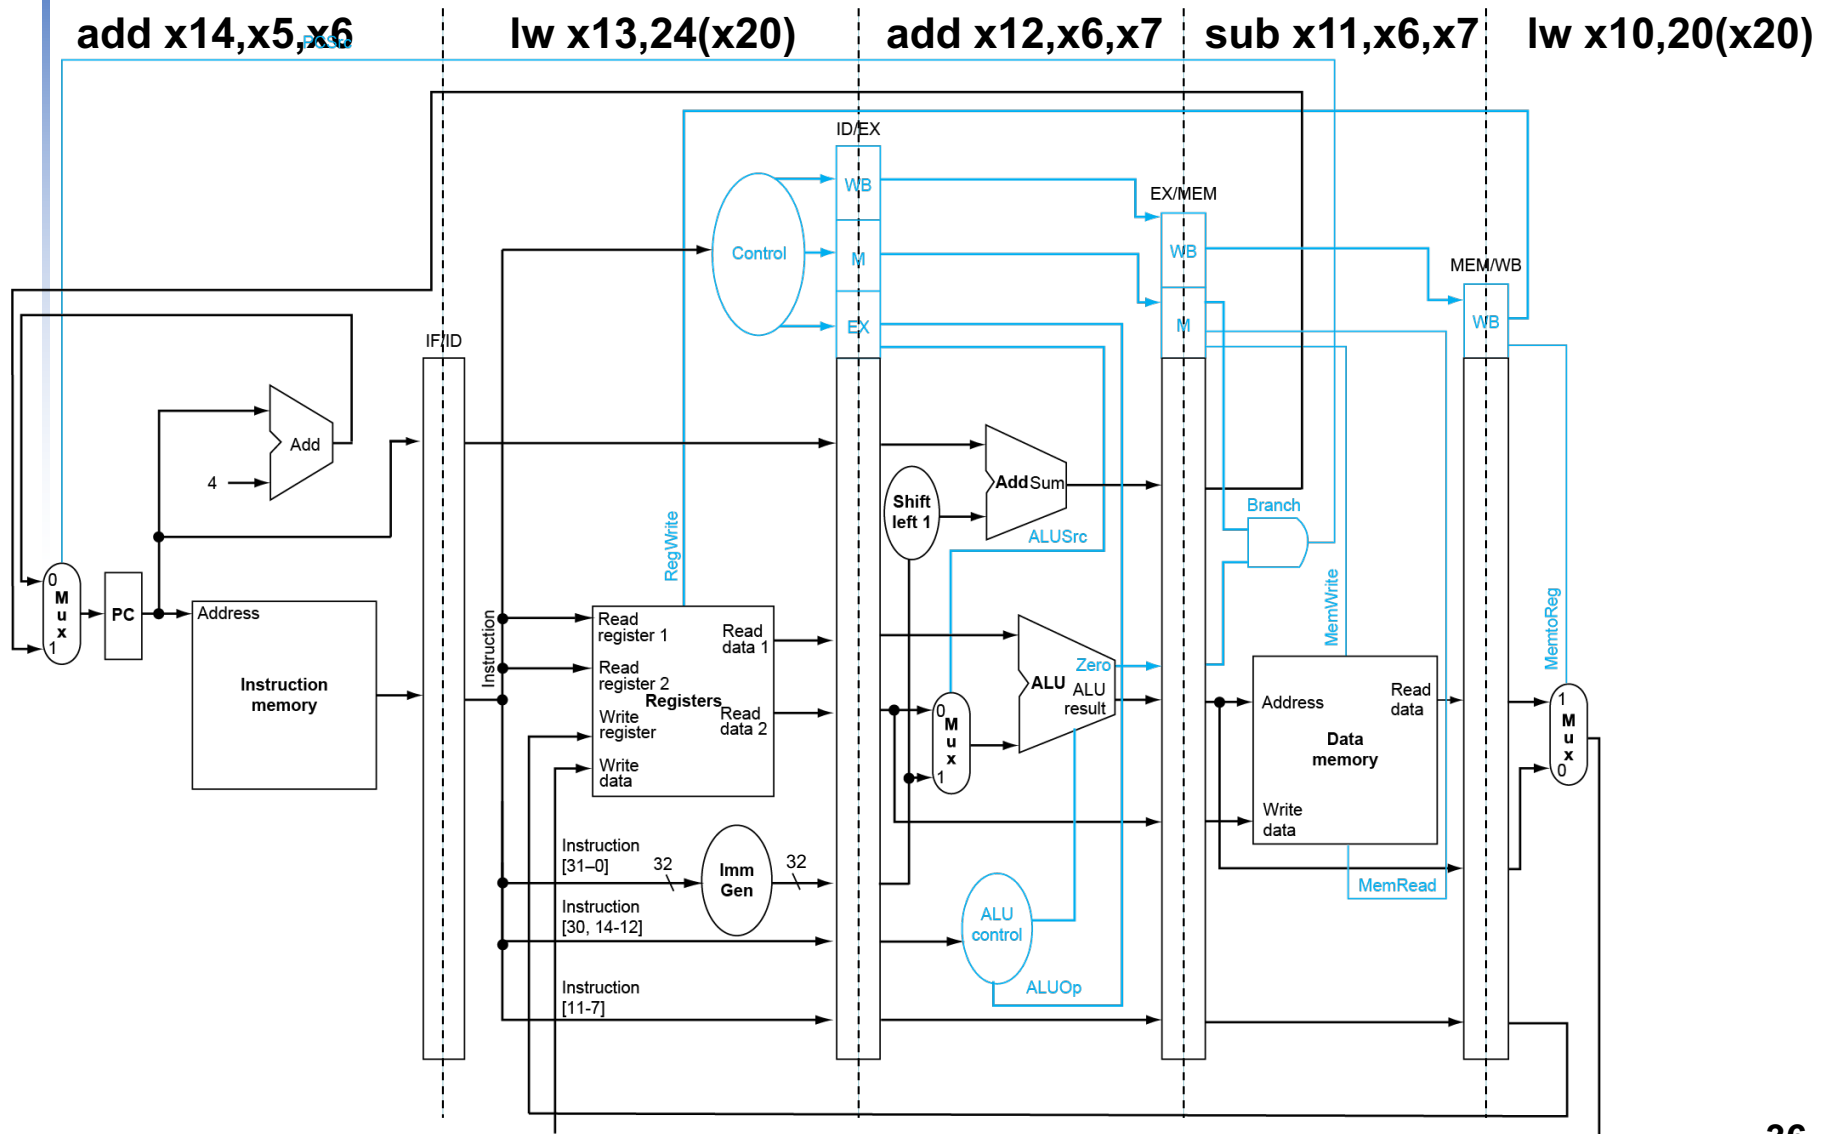 add x14,x5,x6
lw x13,24(x20)
add x12,x6,x7
sub x11,x6,x7
lw x10,20(x20)
PCSrc
ID/EX
WB
EX/MEM
Control
M
WB
MEM/WB
EX
M
WB
IF/ID
Add
4
Shift
left 1
Add Sum
Branch
ALUSrc
RegWrite
MemWrite
MemtoReg
0
M
u
x
1
PC
Address
Instruction
memory
Instruction
Read
register 1
Read
register 2
Write
register
Write
data
Registers
Read
data 1
Read
data 2
Zero
ALU
ALU
result
0
M
u
x
1
Address
Read
data
Data
memory
Write
data
1
M
u
x
0
Instruction
[31–0]
32
Imm
Gen
32
MemRead
Instruction
[30, 14-12]
ALU
control
Instruction
[11-7]
ALUOp